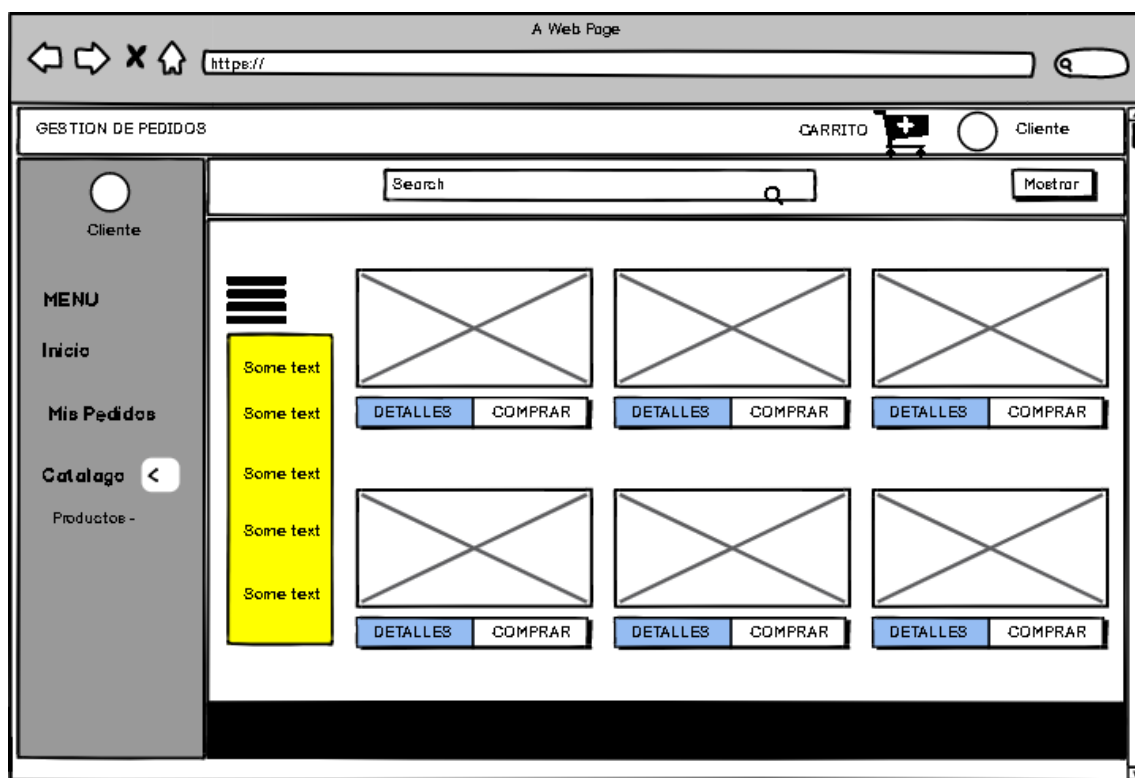 A Web Page
https://
GESTION DE PEDIDOS
CARRITO
Cliente
Cliente
Search
Mostrar
MENU
Inicio
Mis Pedidos
Catalago <
Productos -
Some text
Some text
Some text
Some text
Some text
DETALLES COMPRAR DETALLES COMPRAR DETALLES COMPRAR
DETALLES COMPRAR DETALLES COMPRAR DETALLES COMPRAR